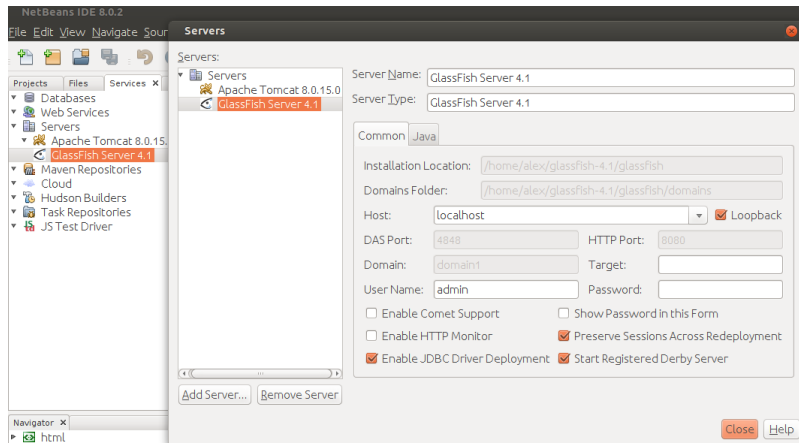 NetBeans IDE 8.0.2
File Edit View Navigate Sour
Servers
Projects Files Services
Databases
Web Services
Servers
Apache Tomcat 8.0.15.
GlassFish Server 4.1
Maven Repositories
Cloud
Hudson Builders
Task Repositories
JS Test Driver
Navigator
html
Servers:
Servers
Apache Tomcat 8.0.15.0
GlassFish Server 4.1
Add Server... Remove Server
Server Name: GlassFish Server 4.1
Server Type: GlassFish Server 4.1
Common Java
Installation Location: /home/alex/glassfish-4.1/glassfish
Domains Folder: /home/alex/glassfish-4.1/glassfish/domains
Host: localhost Loopback
DAS Port: 4848 HTTP Port: 8080
Domain: domain1 Target:
User Name: admin Password:
Enable Comet Support Show Password in this Form
Enable HTTP Monitor Preserve Sessions Across Redeployment
Enable JDBC Driver Deployment Start Registered Derby Server
Close Help